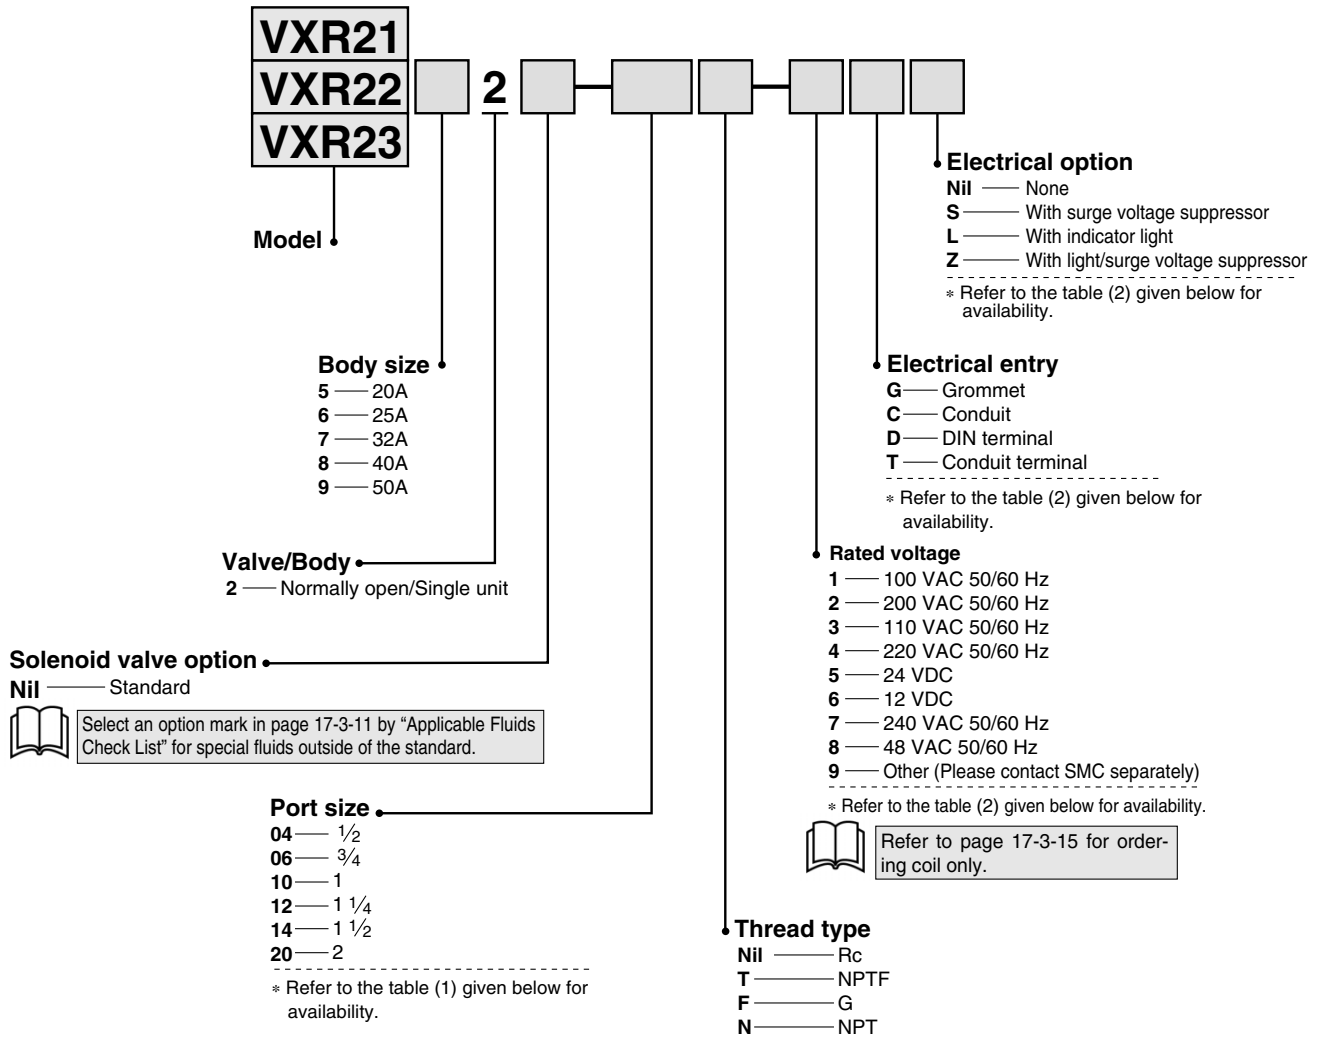 VXR21
VXR22
VXR23
2
Model
Electrical option
Nil None
S With surge voltage suppressor
L With indicator light
Z With light/surge voltage suppressor
* Refer to the table (2) given below for
availability.
Body size
5 20A
6 25A
7 32A
8 40A
9 50A
Electrical entry
G Grommet
C Conduit
D DIN terminal
T Conduit terminal
* Refer to the table (2) given below for
availability.
Valve/Body
2 Normally open/Single unit
Rated voltage
1 100 VAC 50/60 Hz
2 200 VAC 50/60 Hz
3 110 VAC 50/60 Hz
4 220 VAC 50/60 Hz
5 24 VDC
6 12 VDC
7 240 VAC 50/60 Hz
8 48 VAC 50/60 Hz
9 Other (Please contact SMC separately)
* Refer to the table (2) given below for availability.
Refer to page 17-3-15 for order-
ing coil only.
Solenoid valve option
Nil Standard
Select an option mark in page 17-3-11 by “Applicable Fluids
Check List” for special fluids outside of the standard.
Port size
04 1/2
06 3/4
10 1
12 1 1/4
14 1 1/2
20 2
* Refer to the table (1) given below for
availability.
Thread type
Nil Rc
T NPTF
F G
N NPT